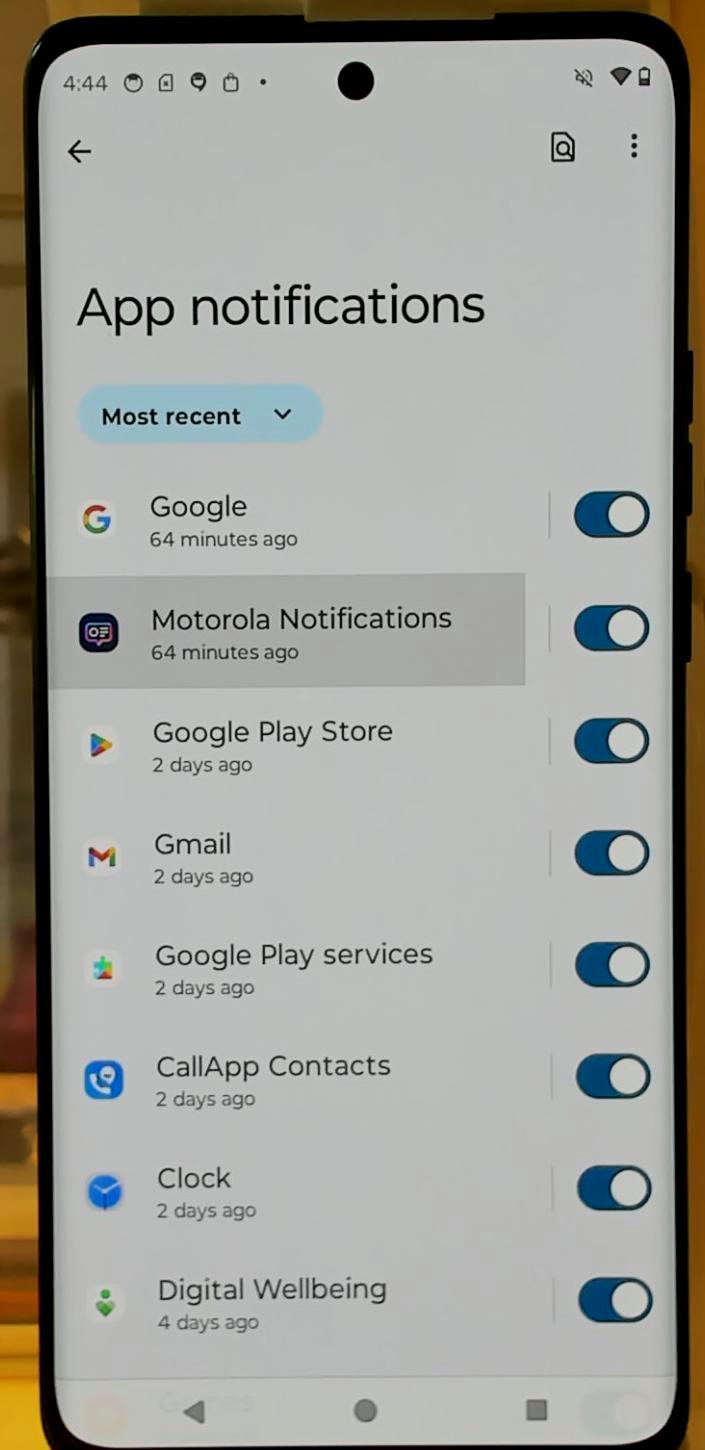 4:44
App notifications
Most recent
Google
64 minutes ago
Motorola Notifications
64 minutes ago
Google Play Store
2 days ago
Gmail
2 days ago
Google Play services
2 days ago
CallApp Contacts
2 days ago
Clock
2 days ago
Digital Wellbeing
4 days ago
Games